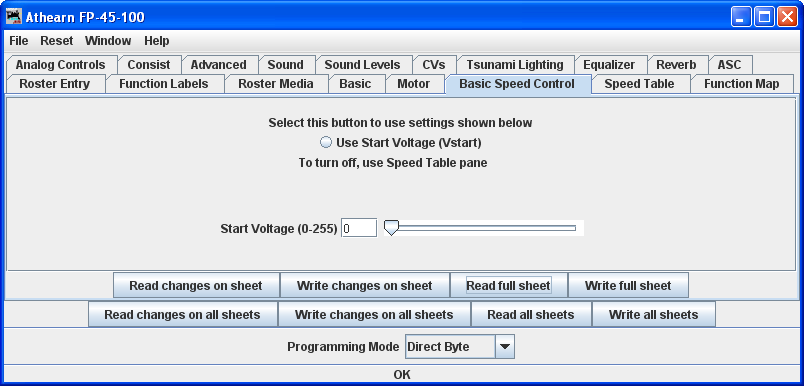 Athearn FP-45-100
File Reset Window Help
Analog Controls Consist Advanced Sound Sound Levels CVs Tsunami Lighting Equalizer Reverb ASC
Roster Entry Function Labels Roster Media Basic Motor Basic Speed Control Speed Table Function Map
Select this button to use settings shown below
Use Start Voltage (Vstart)
To turn off, use Speed Table pane
Start Voltage (0-255) 0
Read changes on sheet Write changes on sheet Read full sheet Write full sheet
Read changes on all sheets Write changes on all sheets Read all sheets Write all sheets
Programming Mode Direct Byte
OK